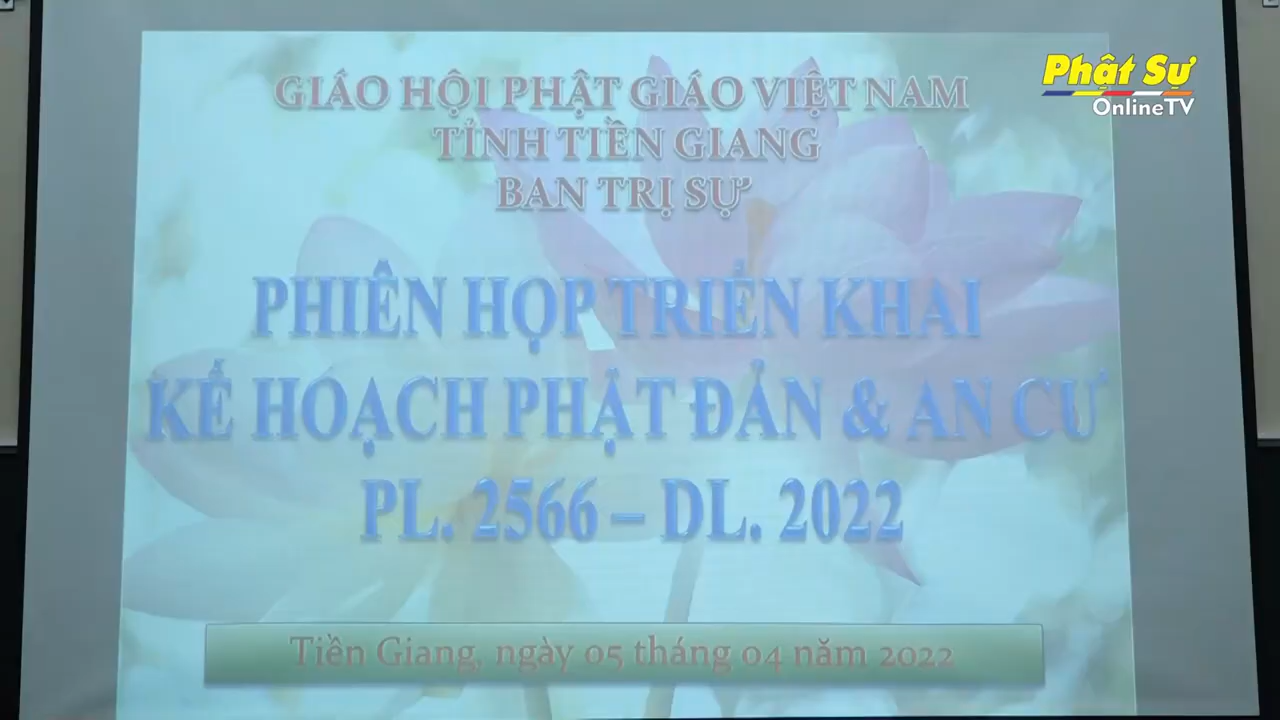 GIÁO HỘI PHẬT GIÁO VIỆT NAM
TỈNH TIỀN GIANG
BAN TRỊ SỰ
PHIÊN HỌP TRIỂN KHAI
KẾ HOẠCH PHẬT ĐẢN & AN CƯ
PL. 2566 – DL. 2022
Tiền Giang, ngày 05 tháng 04 năm 2022
Phật Sự
OnlineTV